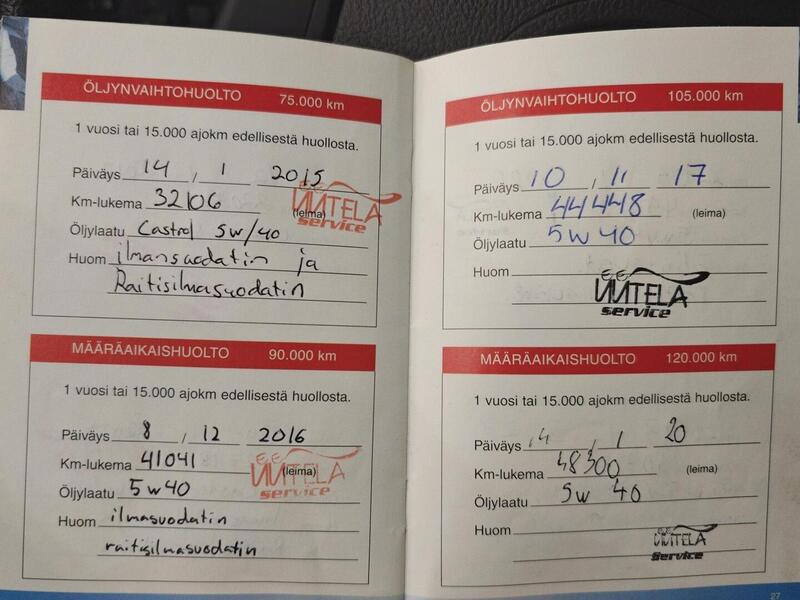 ÖLJYNVAIHTOHUOLTO 75.000 km
1 vuosi tai 15.000 ajokm edellisestä huollosta.
Päiväys 14 / 1 2015
Km-lukema 32106 (leima)
ÜÜTELA
service
Öljylaatu Castrol 5w/40
Huom ilmansuodatin ja
Raitisilmasuodatin
MÄÄRÄAIKAISHUOLTO 90.000 km
1 vuosi tai 15.000 ajokm edellisestä huollosta.
Päiväys 8 / 12 2016
Km-lukema 41041 (leima)
ÜÜTELA
service
Öljylaatu 5w40
Huom ilmasuodatin
raitisilmasuodatin
ÖLJYNVAIHTOHUOLTO 105.000 km
1 vuosi tai 15.000 ajokm edellisestä huollosta.
Päiväys 10 / 11 17
Km-lukema 44448 (leima)
Öljylaatu 5w40
Huom
ÜÜTELA
service
MÄÄRÄAIKAISHUOLTO 120.000 km
1 vuosi tai 15.000 ajokm edellisestä huollosta.
Päiväys 14 / 1 20
Km-lukema 48300 (leima)
Öljylaatu 5w 40
Huom
ÜÜTELA
service
27